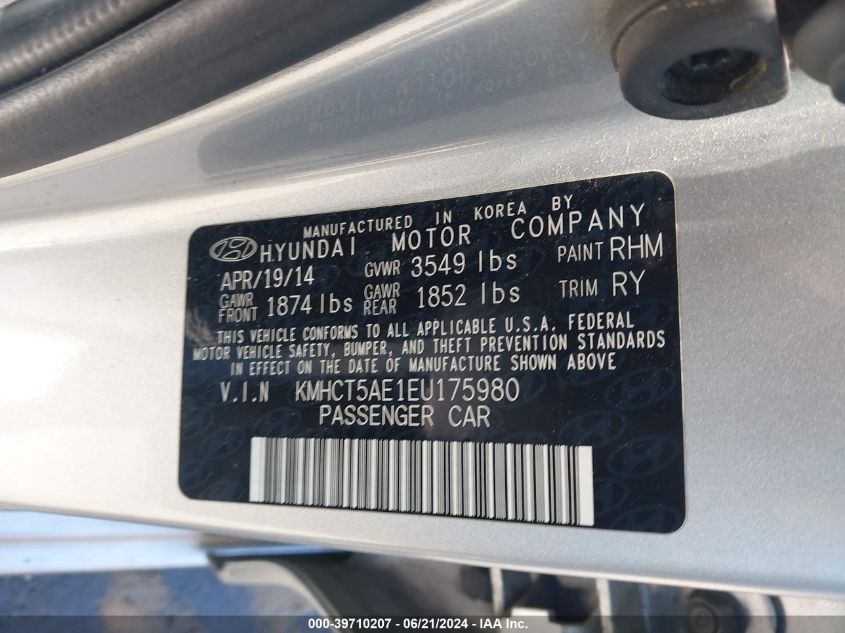 MANUFACTURED IN KOREA BY
HYUNDAI MOTOR COMPANY
APR/19/14 GVWR 3549 lbs PAINT RHM
GAWR FRONT 1874 lbs GAWR REAR 1852 lbs TRIM RY
THIS VEHICLE CONFORMS TO ALL APPLICABLE U.S.A. FEDERAL
MOTOR VEHICLE SAFETY, BUMPER, AND THEFT PREVENTION STANDARDS
IN EFFECT ON THE DATE OF MANUFACTURE SHOWN ABOVE
V.I.N KMHCT5AE1EU175980
PASSENGER CAR
000-39710207 - 06/21/2024 - IAA Inc.